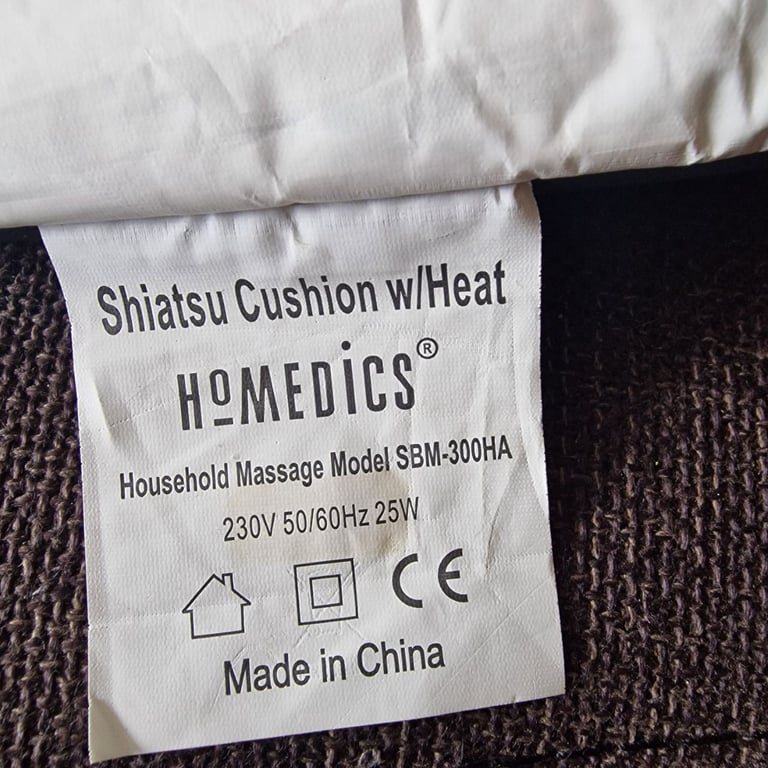 Shiatsu Cushion w/Heat
HoMEDiCS®
Household Massage Model SBM-300HA
230V 50/60Hz 25W
CE
Made in China